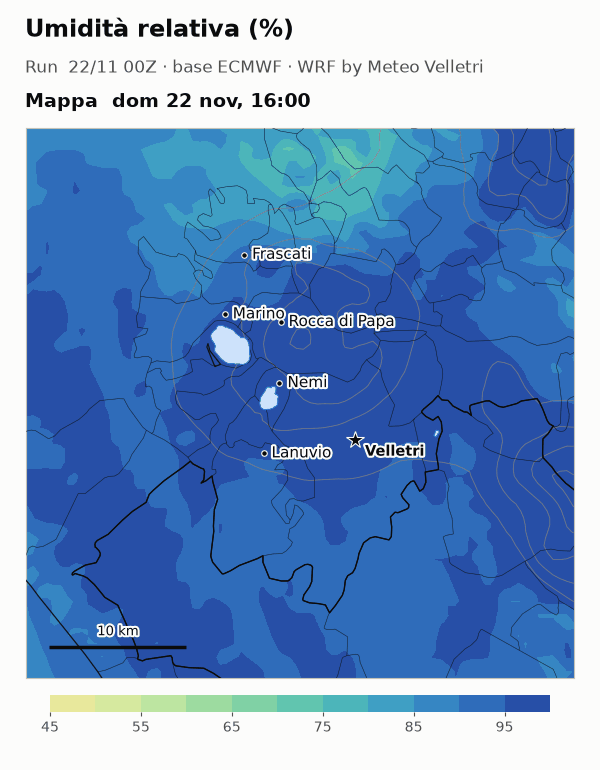 Umidità relativa (%)
Run  22/11 00Z · base ECMWF · WRF by Meteo Velletri
Mappa  dom 22 nov, 16:00
Frascati
Marino
Rocca di Papa
Nemi
Velletri
Lanuvio
10 km
45 55 65 75 85 95